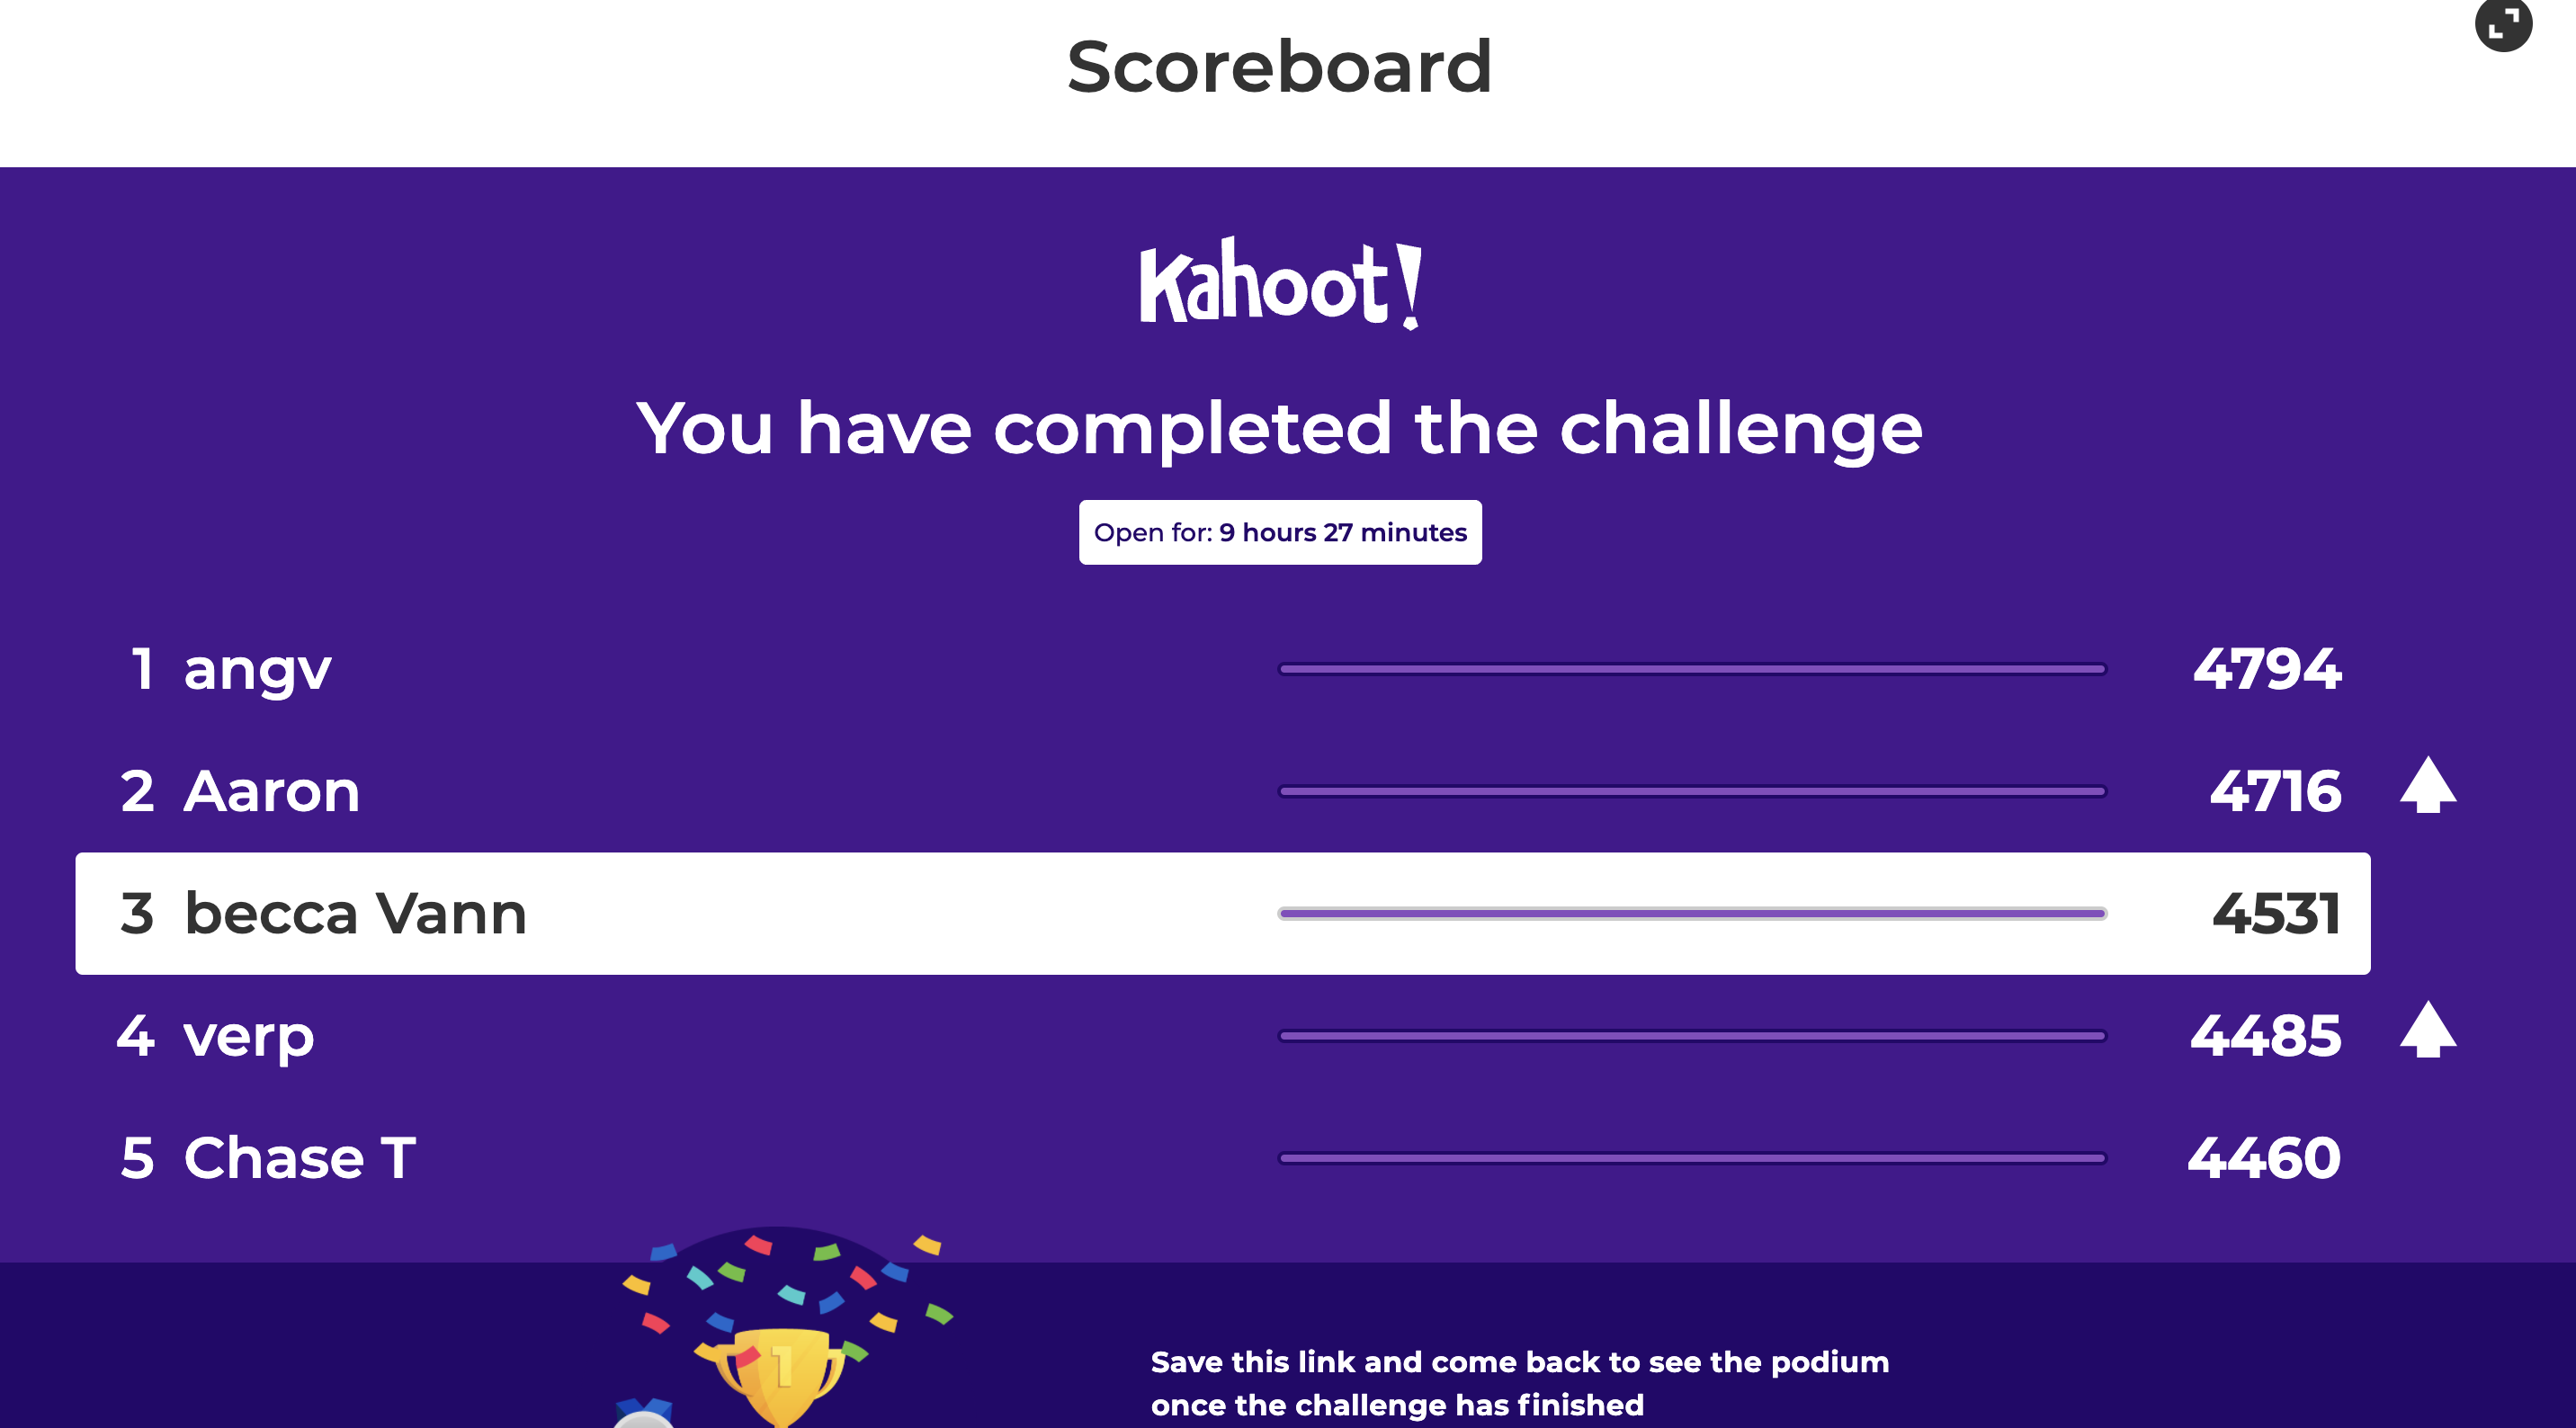 Scoreboard
Kahoot!
You have completed the challenge
Open for: 9 hours 27 minutes
1 angv 4794
2 Aaron 4716
3 becca Vann 4531
4 verp 4485
5 Chase T 4460
1
Save this link and come back to see the podium
once the challenge has finished